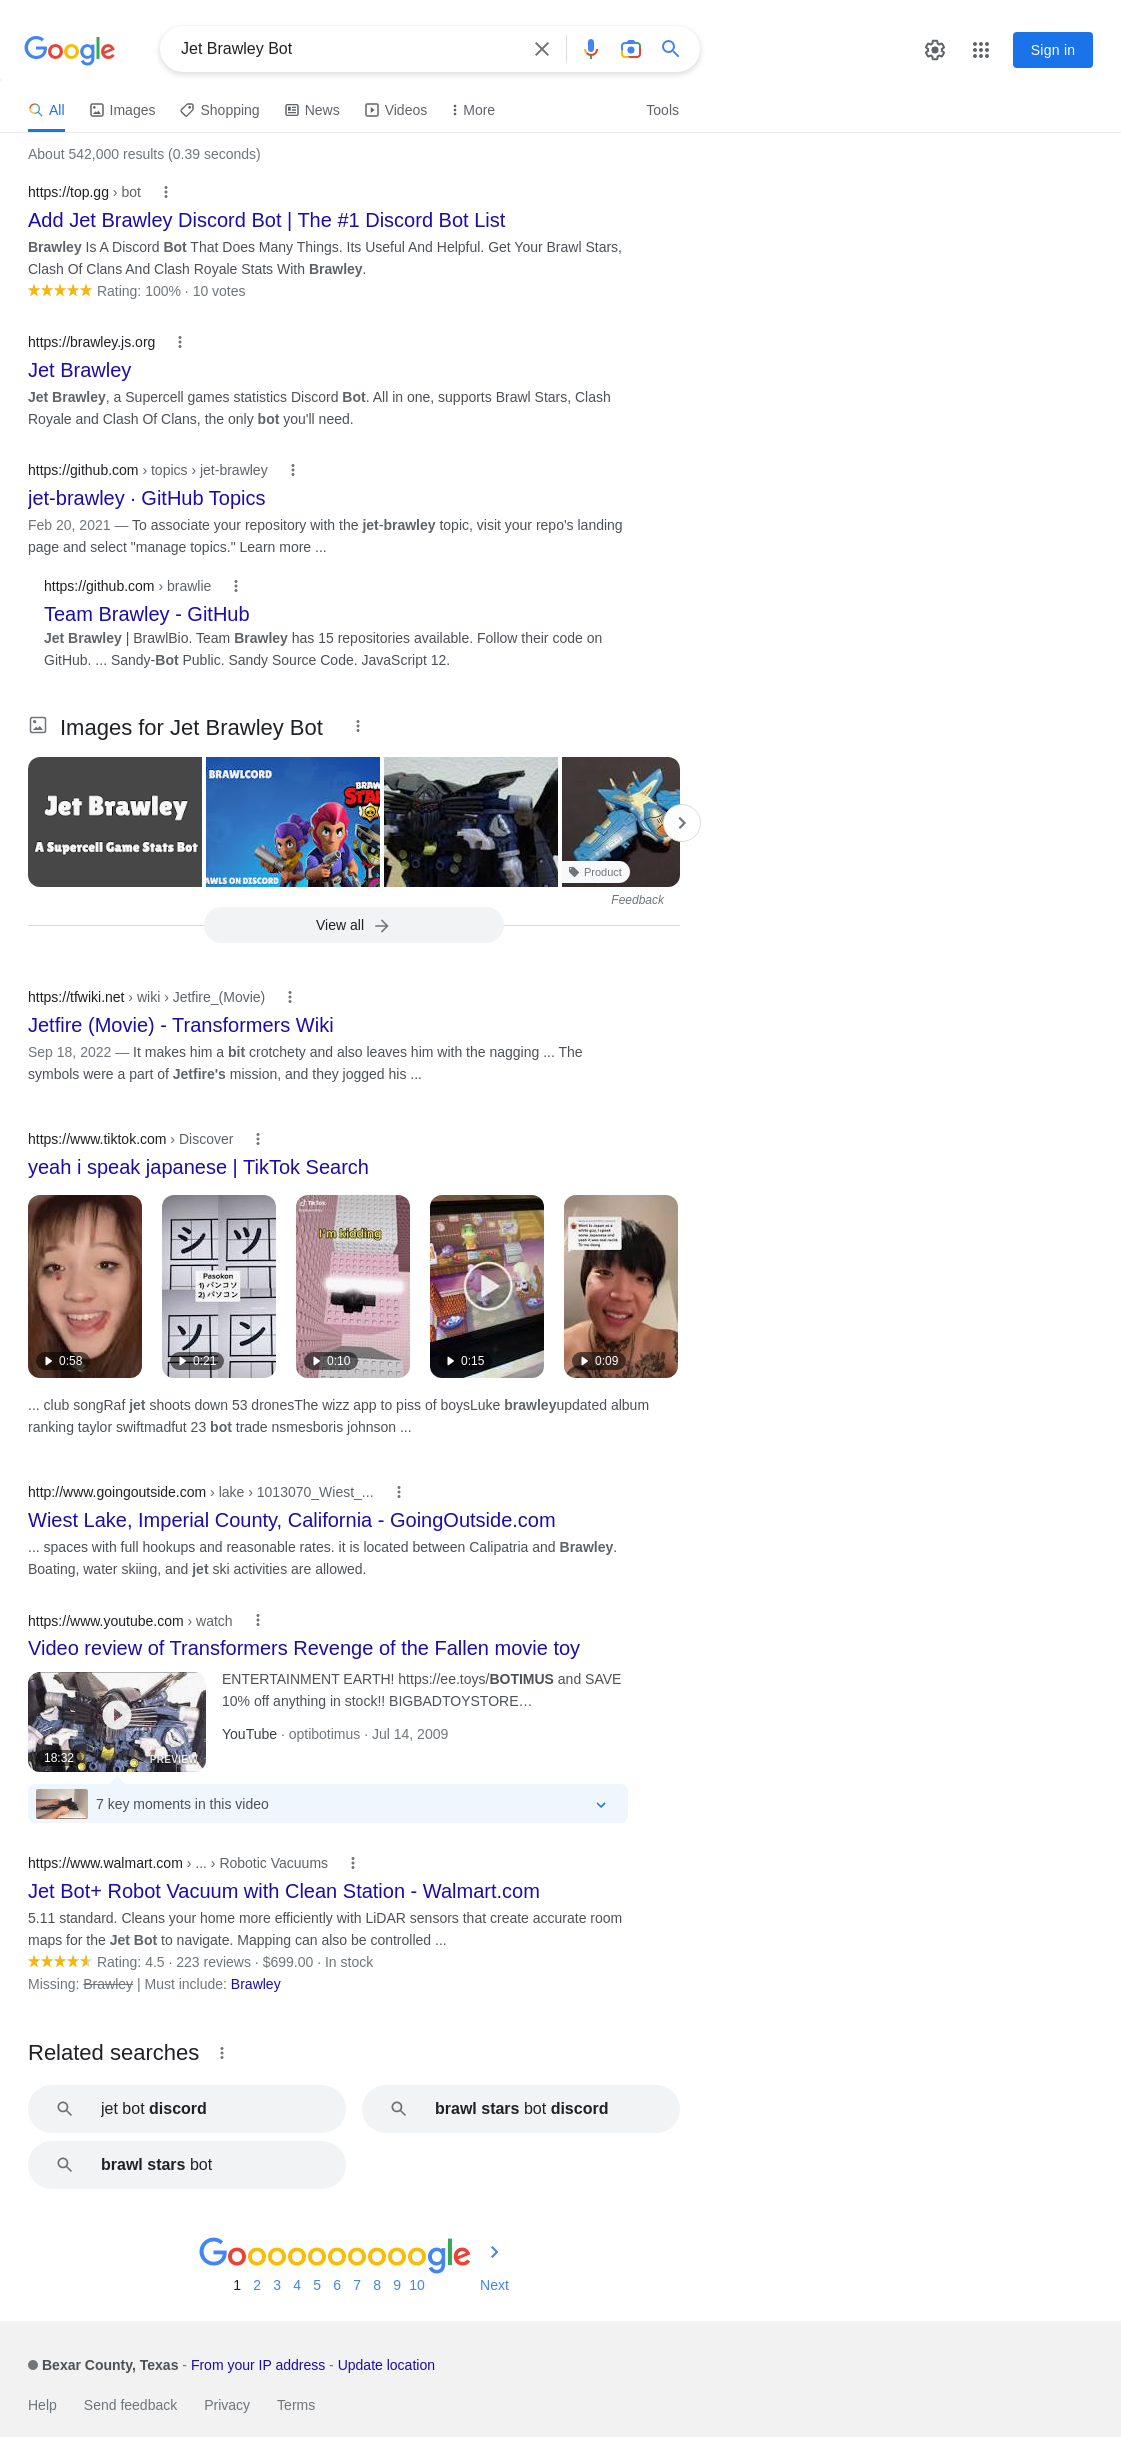 Google
Jet Brawley Bot
Sign in
All
Images
Shopping
News
Videos
More
Tools
About 542,000 results (0.39 seconds)
https://top.gg › bot
Add Jet Brawley Discord Bot | The #1 Discord Bot List
Brawley Is A Discord Bot That Does Many Things. Its Useful And Helpful. Get Your Brawl Stars,
Clash Of Clans And Clash Royale Stats With Brawley.
Rating: 100% · 10 votes
https://brawley.js.org
Jet Brawley
Jet Brawley, a Supercell games statistics Discord Bot. All in one, supports Brawl Stars, Clash
Royale and Clash Of Clans, the only bot you'll need.
https://github.com › topics › jet-brawley
jet-brawley · GitHub Topics
Feb 20, 2021 — To associate your repository with the jet-brawley topic, visit your repo's landing
page and select "manage topics." Learn more ...
https://github.com › brawlie
Team Brawley - GitHub
Jet Brawley | BrawlBio. Team Brawley has 15 repositories available. Follow their code on
GitHub. ... Sandy-Bot Public. Sandy Source Code. JavaScript 12.
Images for Jet Brawley Bot
Jet Brawley
A Supercell Game Stats Bot
BRAWLCORD
BRAW
STA
AWLS ON DISCORD
Product
Feedback
View all
https://tfwiki.net › wiki › Jetfire_(Movie)
Jetfire (Movie) - Transformers Wiki
Sep 18, 2022 — It makes him a bit crotchety and also leaves him with the nagging ... The
symbols were a part of Jetfire's mission, and they jogged his ...
https://www.tiktok.com › Discover
yeah i speak japanese | TikTok Search
0:58
シ ツ
Pasokon
1) パンコソ
2) パソコン
ソ ン
0:21
TikTok
I'm kidding
0:10
0:15
0:09
... club songRaf jet shoots down 53 dronesThe wizz app to piss of boysLuke brawleyupdated album
ranking taylor swiftmadfut 23 bot trade nsmesboris johnson ...
http://www.goingoutside.com › lake › 1013070_Wiest_...
Wiest Lake, Imperial County, California - GoingOutside.com
... spaces with full hookups and reasonable rates. it is located between Calipatria and Brawley.
Boating, water skiing, and jet ski activities are allowed.
https://www.youtube.com › watch
Video review of Transformers Revenge of the Fallen movie toy
18:32
PREVIEW
ENTERTAINMENT EARTH! https://ee.toys/BOTIMUS and SAVE
10% off anything in stock!! BIGBADTOYSTORE…
YouTube · optibotimus · Jul 14, 2009
7 key moments in this video
https://www.walmart.com › ... › Robotic Vacuums
Jet Bot+ Robot Vacuum with Clean Station - Walmart.com
5.11 standard. Cleans your home more efficiently with LiDAR sensors that create accurate room
maps for the Jet Bot to navigate. Mapping can also be controlled ...
Rating: 4.5 · 223 reviews · $699.00 · In stock
Missing: Brawley | Must include: Brawley
Related searches
jet bot discord
brawl stars bot discord
brawl stars bot
Goooooooooogle
1 2 3 4 5 6 7 8 9 10 Next
Bexar County, Texas - From your IP address - Update location
Help
Send feedback
Privacy
Terms